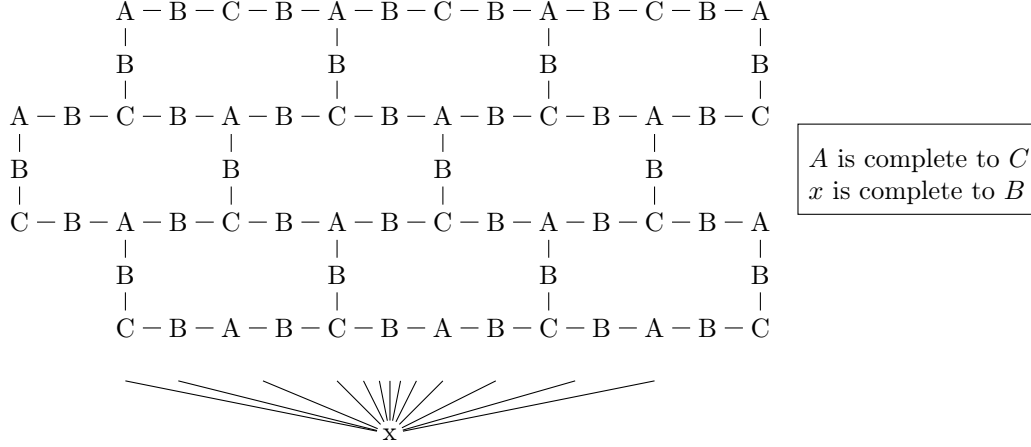 A B C B A B C B A B C B A
B B B B
A B C B A B C B A B C B A B C
B B B B
C B A B C B A B C B A B C B A
B B B B
C B A B C B A B C B A B C
x
A is complete to C
x is complete to B